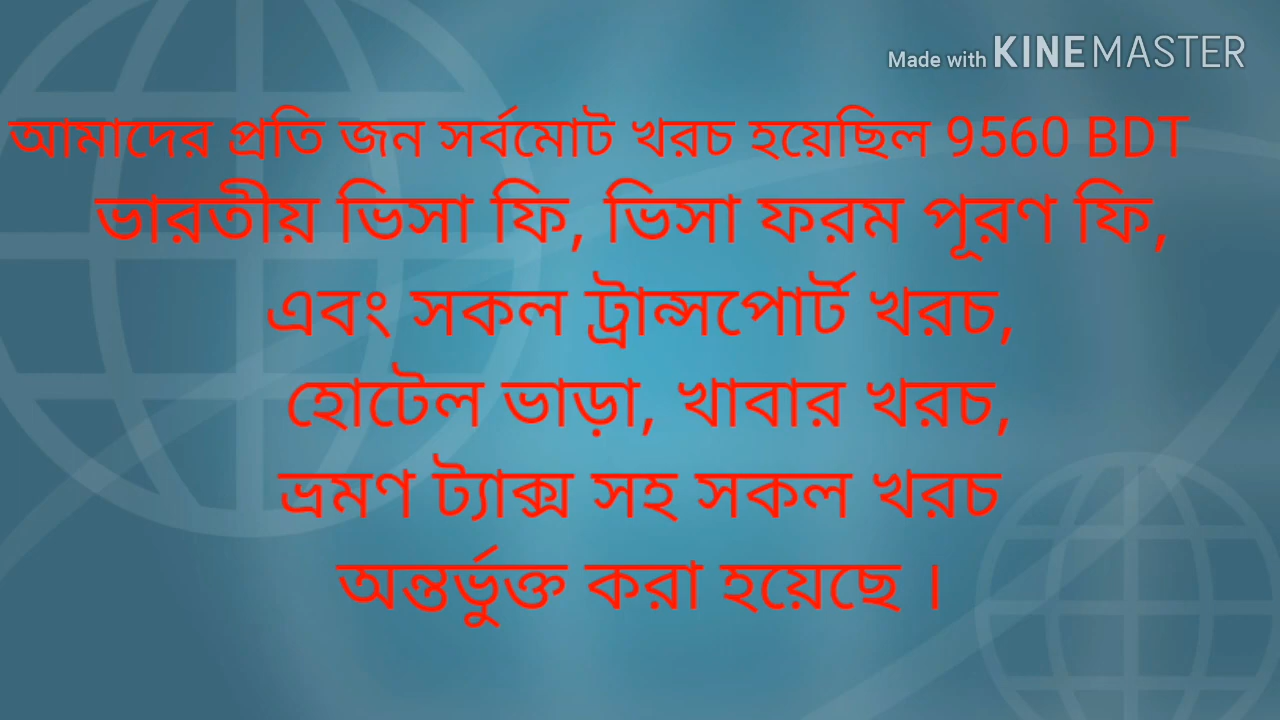 Made with KINEMASTER
আমাদের প্রতি জন সর্বমোট খরচ হয়েছিল 9560 BDT
ভারতীয় ভিসা ফি, ভিসা ফরম পূরণ ফি,
এবং সকল ট্রান্সপোর্ট খরচ,
হোটেল ভাড়া, খাবার খরচ,
ভ্রমণ ট্যাক্স সহ সকল খরচ
অন্তর্ভুক্ত করা হয়েছে ।